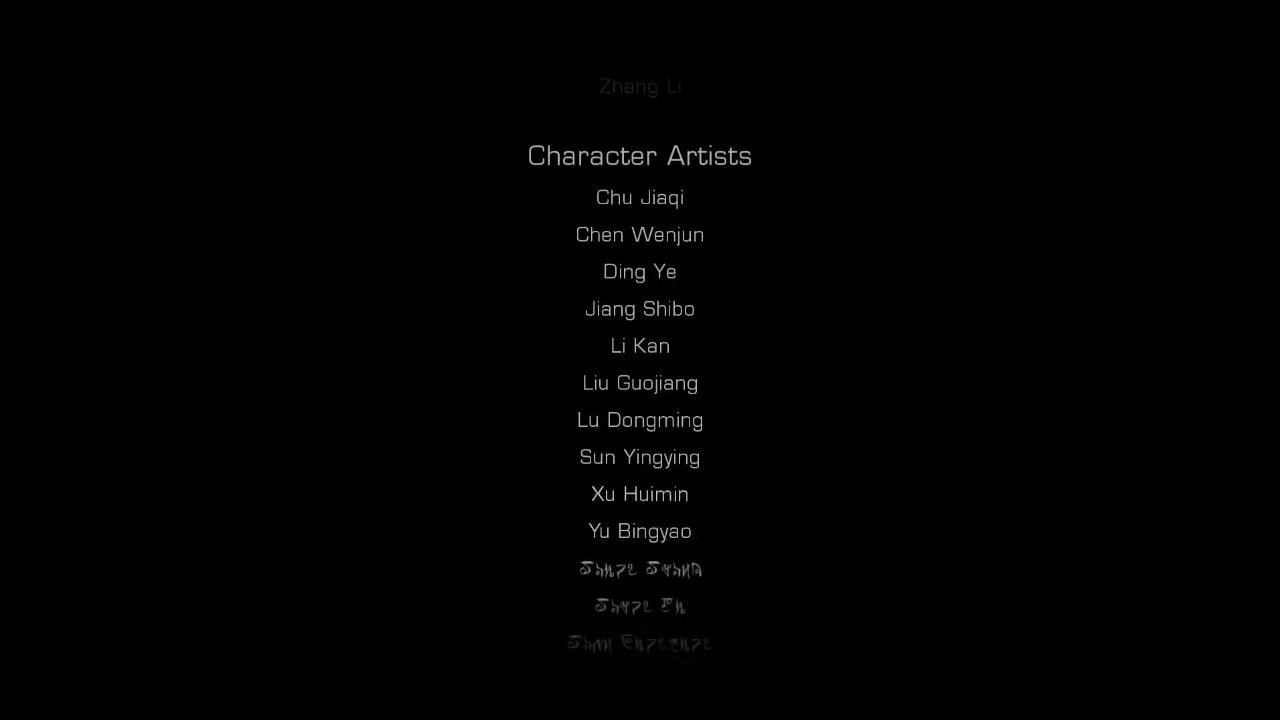 Zhang Li
Character Artists
Chu Jiaqi
Chen Wenjun
Ding Ye
Jiang Shibo
Li Kan
Liu Guojiang
Lu Dongming
Sun Yingying
Xu Huimin
Yu Bingyao